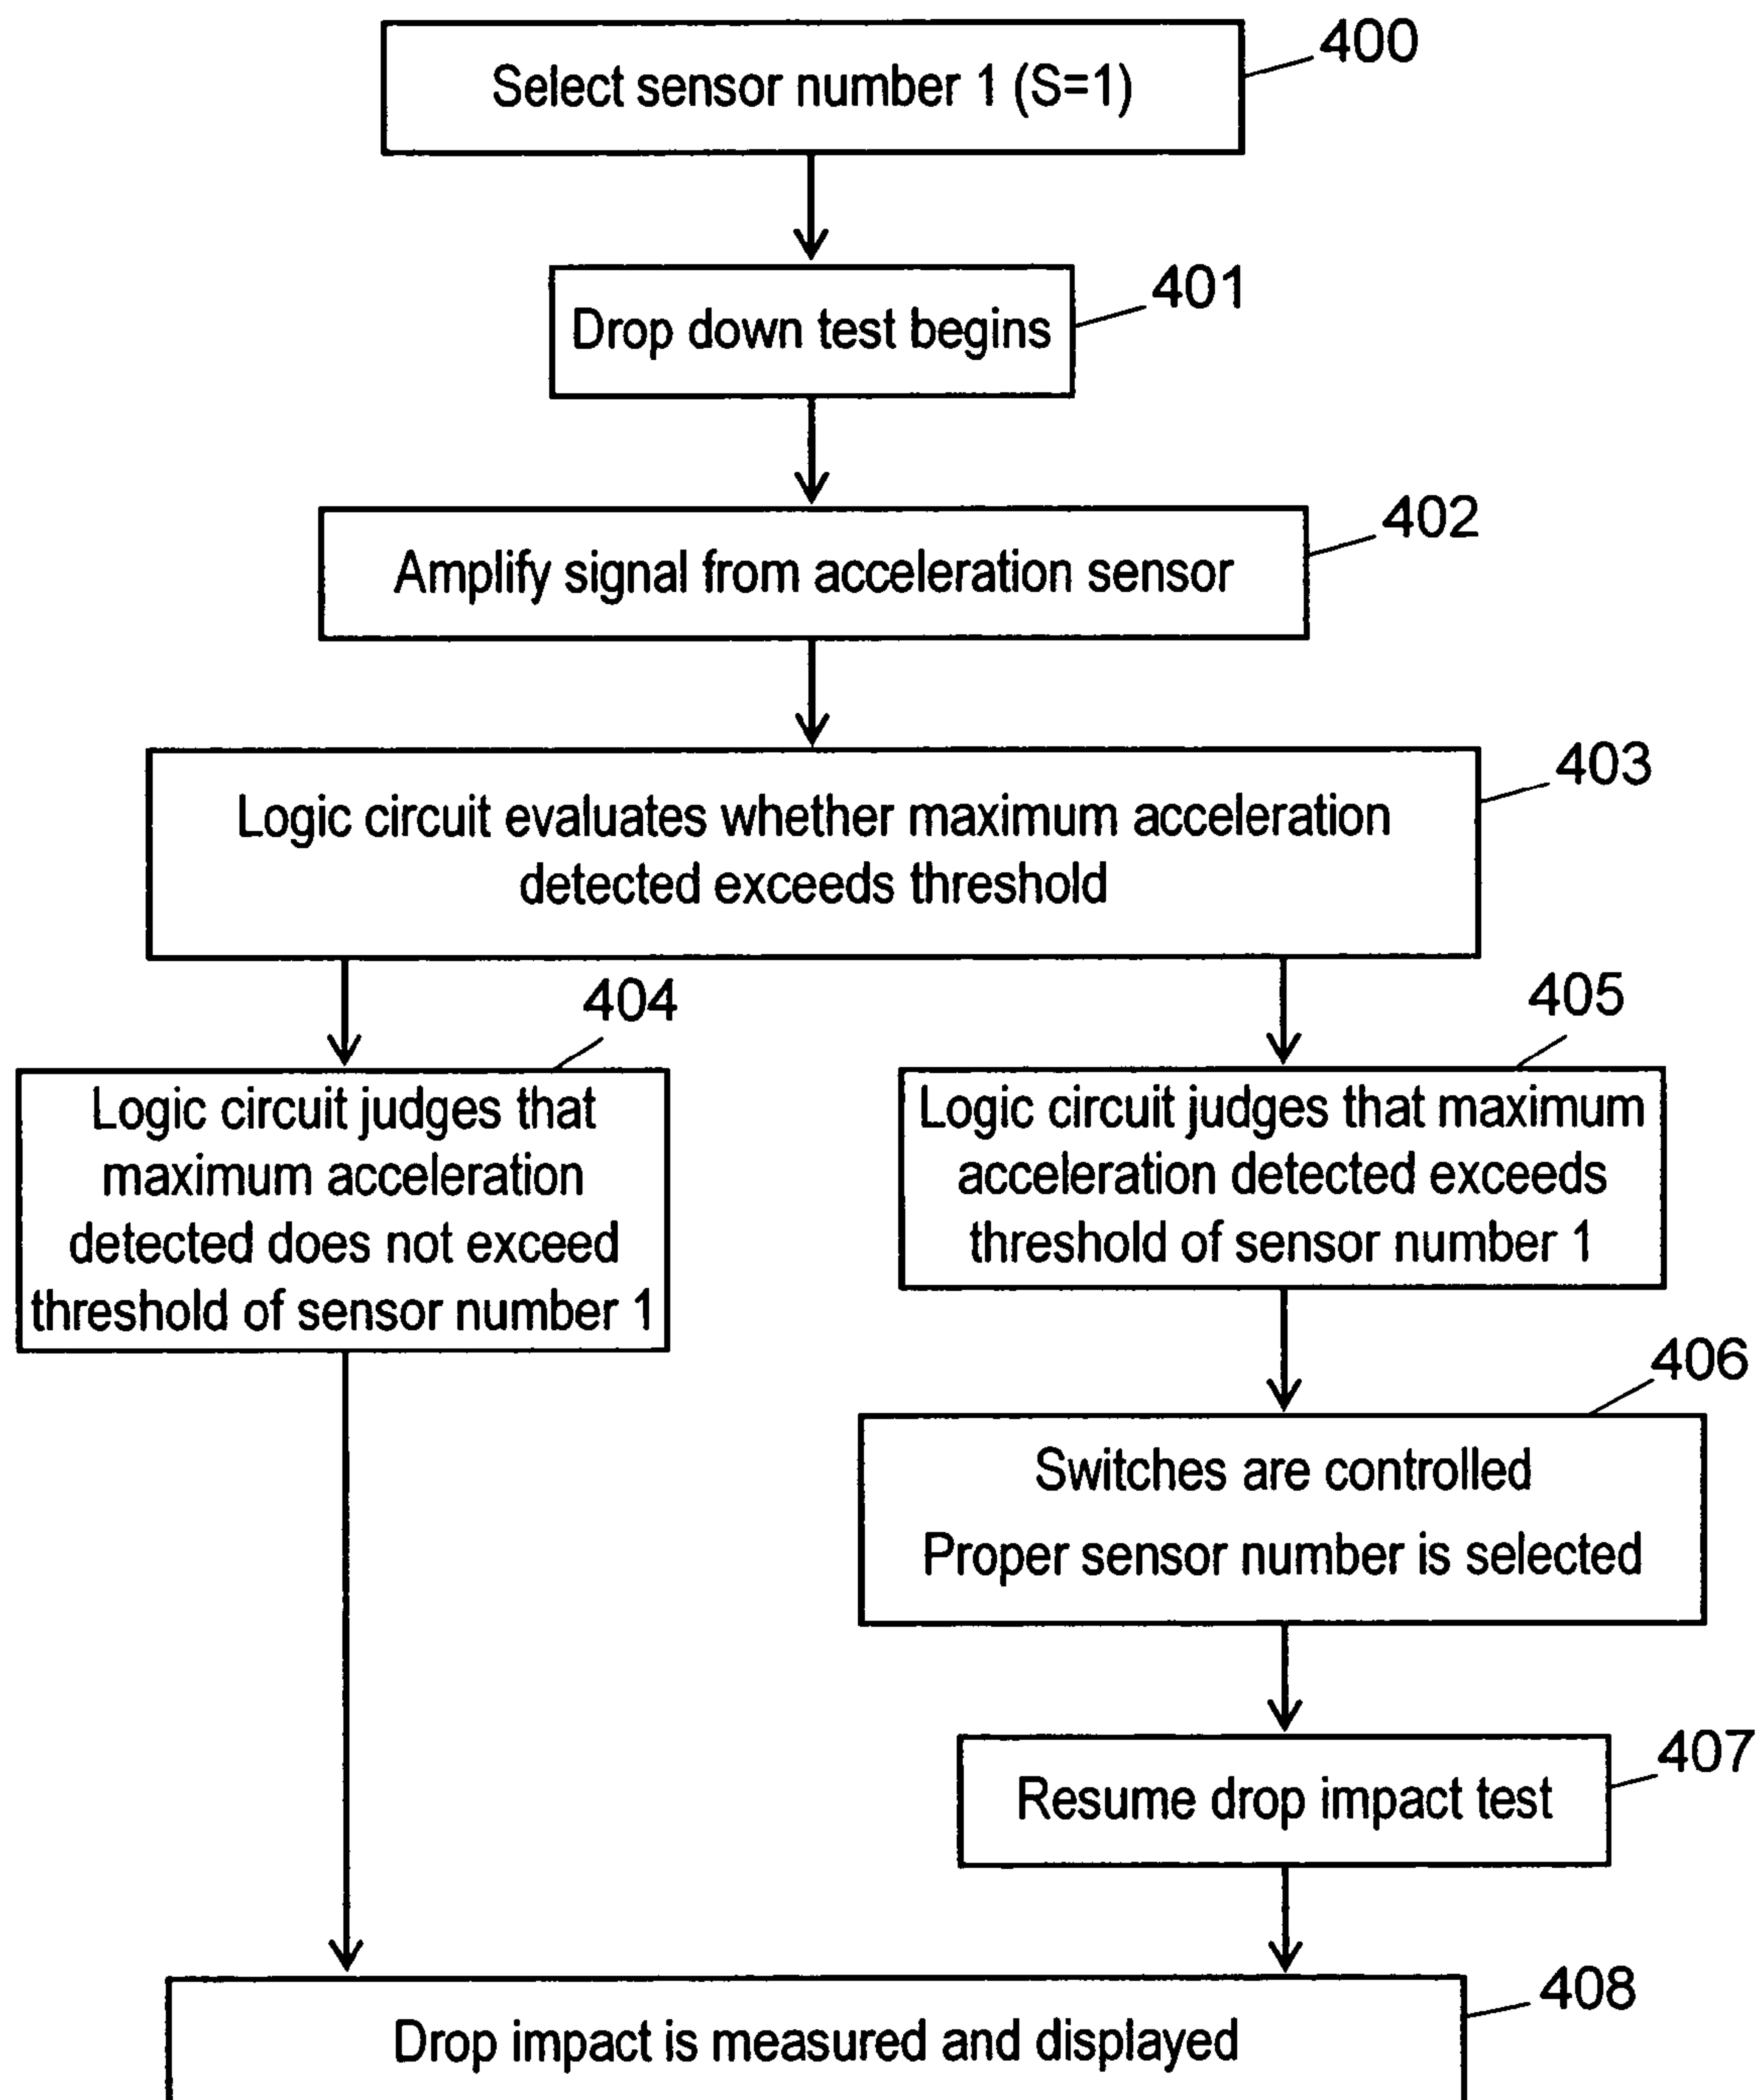 Select sensor number 1 (S=1)
400
Drop down test begins
401
Amplify signal from acceleration sensor
402
Logic circuit evaluates whether maximum acceleration
detected exceeds threshold
403
404
Logic circuit judges that
maximum acceleration
detected does not exceed
threshold of sensor number 1
405
Logic circuit judges that maximum
acceleration detected exceeds
threshold of sensor number 1
406
Switches are controlled
Proper sensor number is selected
407
Resume drop impact test
408
Drop impact is measured and displayed